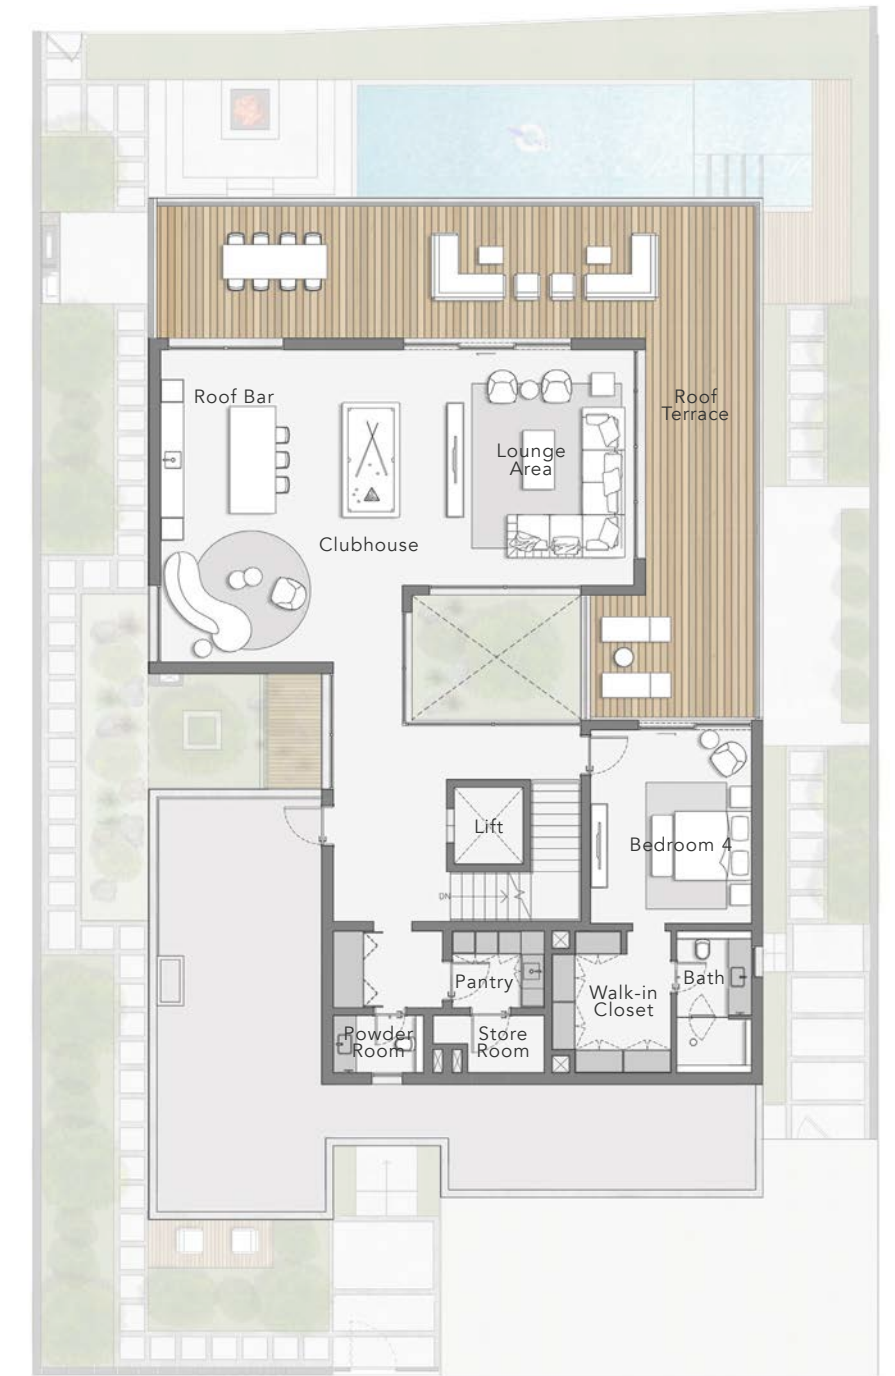 Roof Bar
Roof
Terrace
Lounge
Area
Clubhouse
Lift
Bedroom 4
DN
Pantry
Bath
Walk-in
Closet
Powder
Room
Store
Room